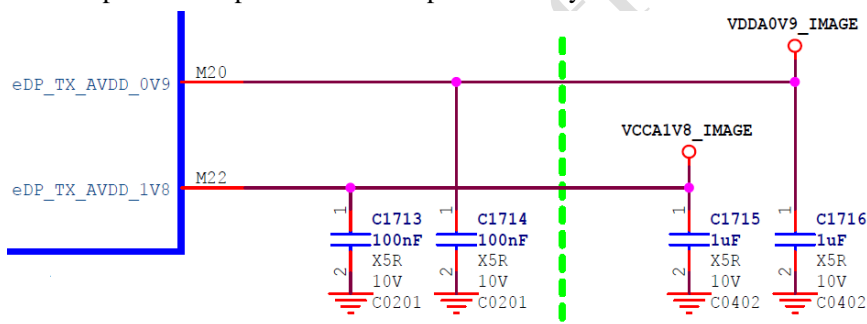 VDDA0V9_IMAGE
eDP_TX_AVDD_0V9
M20
VCCA1V8_IMAGE
eDP_TX_AVDD_1V8
M22
1
C1713
100nF
X5R
10V
C0201
2
1
C1714
100nF
X5R
10V
C0201
2
1
C1715
1uF
X5R
10V
C0402
2
1
C1716
1uF
X5R
10V
C0402
2